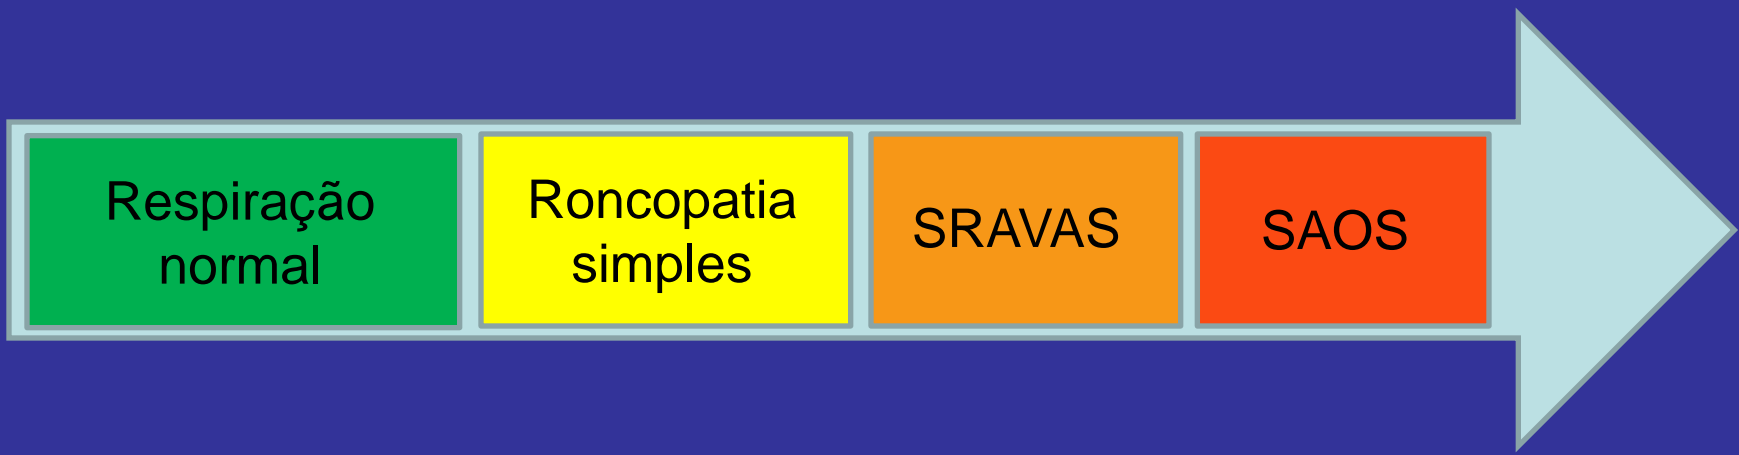 Respiração
normal
Roncopatia
simples
SRAVAS
SAOS